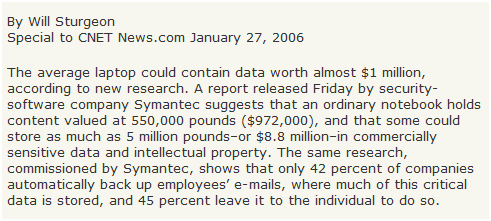 By Will Sturgeon
Special to CNET News.com January 27, 2006
The average laptop could contain data worth almost $1 million,
according to new research. A report released Friday by security-
software company Symantec suggests that an ordinary notebook holds
content valued at 550,000 pounds ($972,000), and that some could
store as much as 5 million pounds–or $8.8 million–in commercially
sensitive data and intellectual property. The same research,
commissioned by Symantec, shows that only 42 percent of companies
automatically back up employees’ e-mails, where much of this critical
data is stored, and 45 percent leave it to the individual to do so.